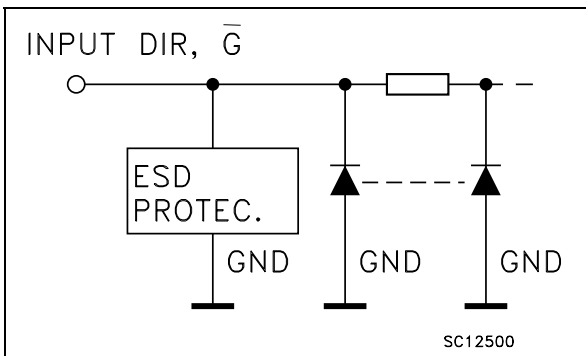 INPUT DIR, G̅
ESD
PROTEC.
GND GND GND
SC12500